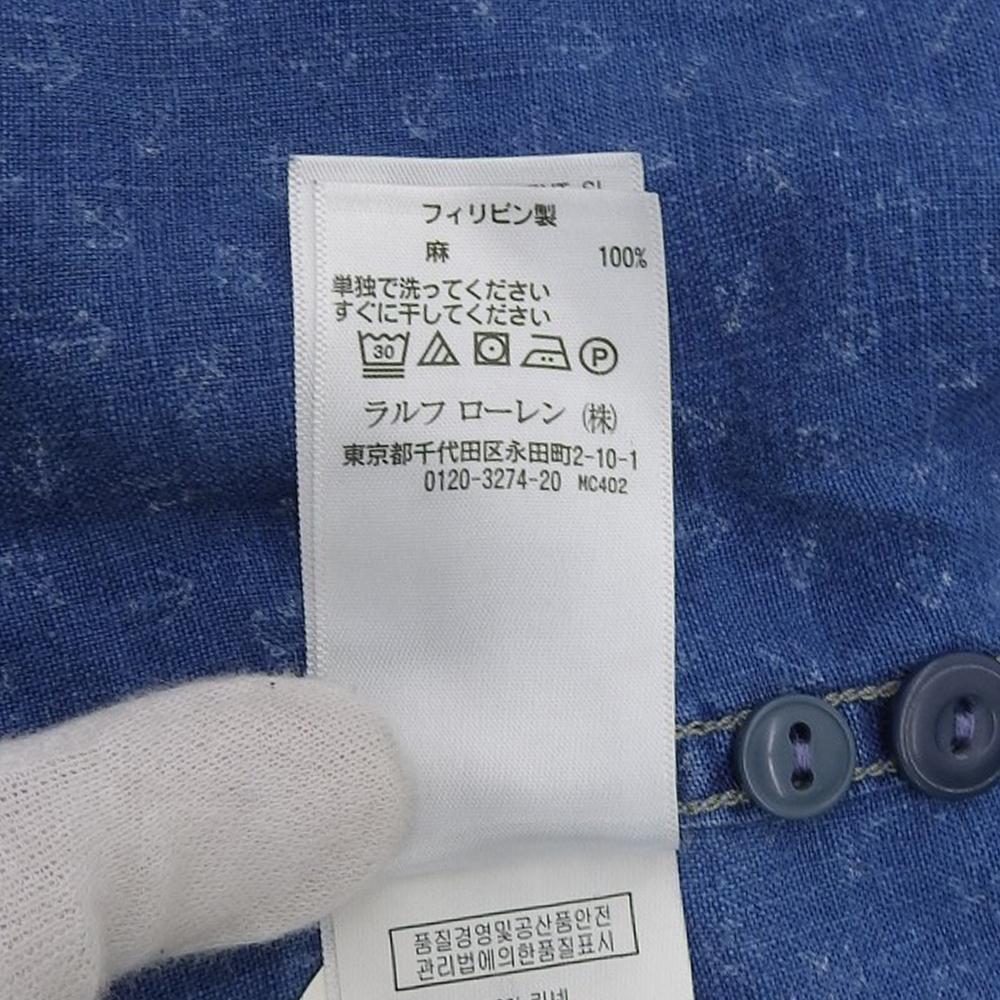 フィリピン製
麻 100%
単独で洗ってください
すぐに干してください
30 P
ラルフ ローレン (株)
東京都千代田区永田町2-10-1
0120-3274-20 MC402
품질경영및공산품안전
관리법에의한품질표시